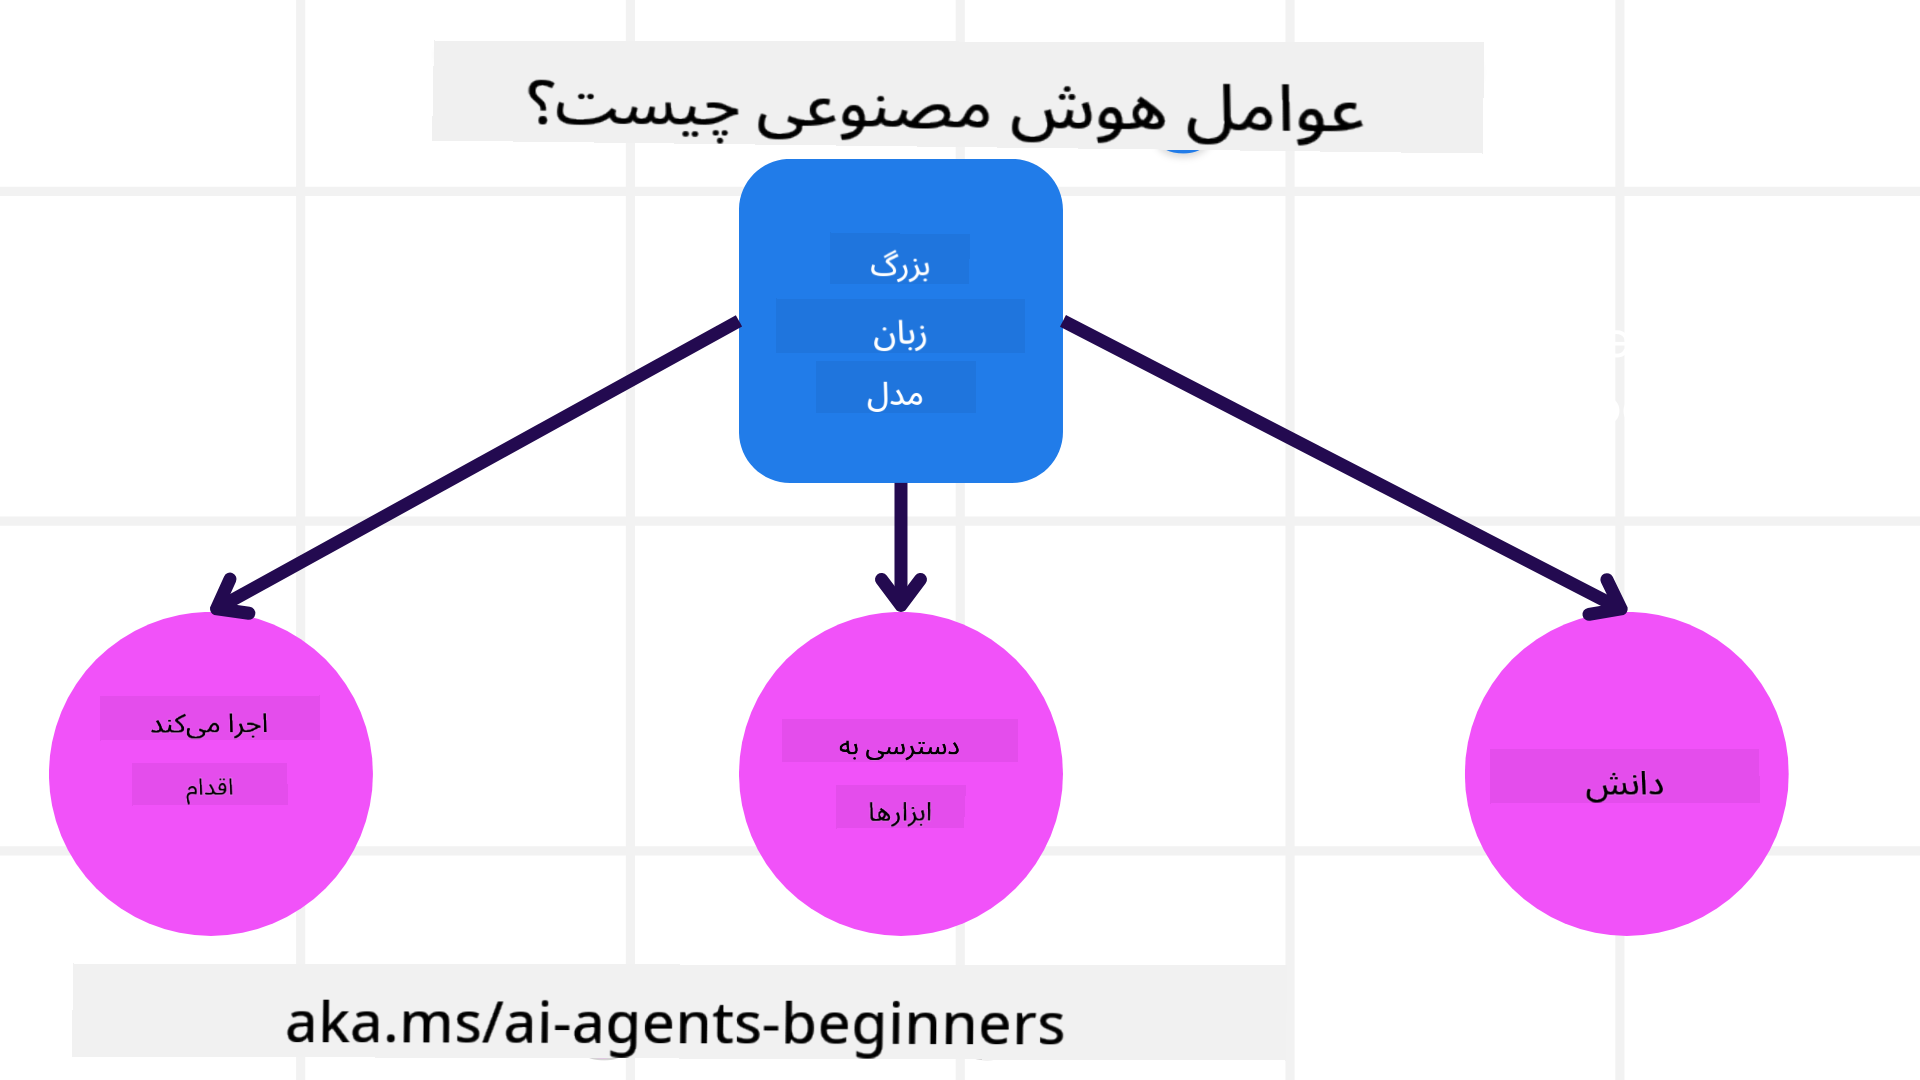 عوامل هوش مصنوعی چیست؟
بزرگ
زبان
مدل
اجرا می‌کند
اقدام
دسترسی به
ابزارها
دانش
aka.ms/ai-agents-beginners